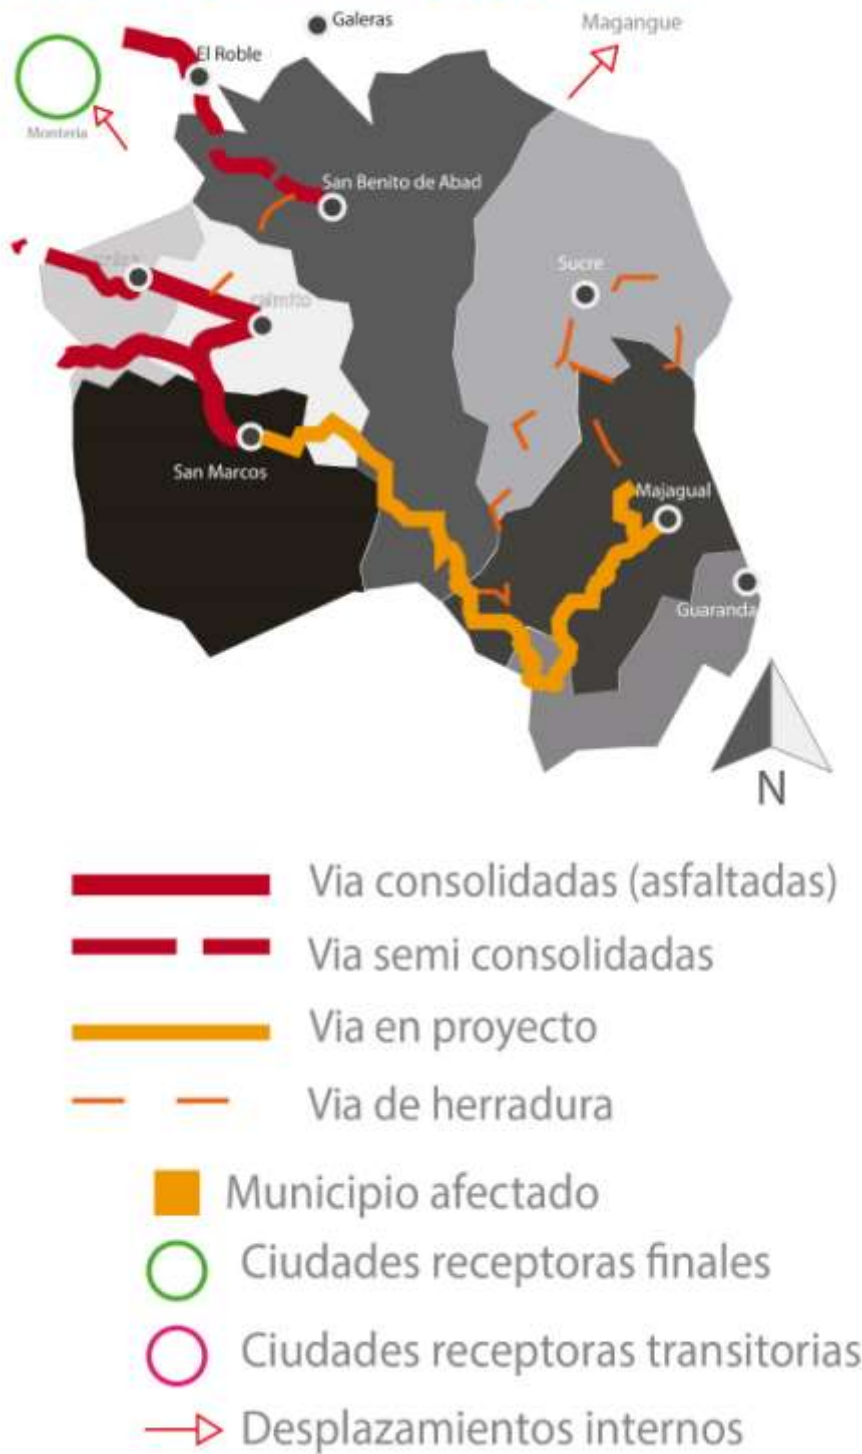 Galeras
Magangue
El Roble
Monteria
San Benito de Abad
Sucre
caimito
San Marcos
Majagual
Guaranda
N
Via consolidadas (asfaltadas)
Via semi consolidadas
Via en proyecto
Via de herradura
Municipio afectado
Ciudades receptoras finales
Ciudades receptoras transitorias
Desplazamientos internos